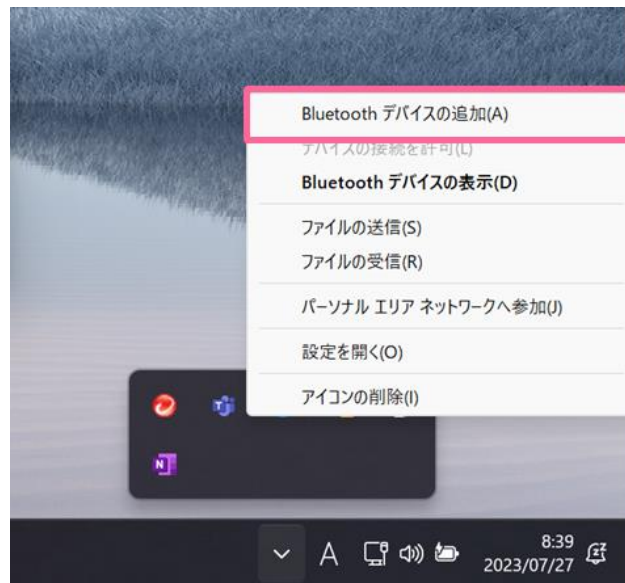 Bluetooth デバイスの追加(A)
デバイスの接続を許可(L)
Bluetooth デバイスの表示(D)
ファイルの送信(S)
ファイルの受信(R)
パーソナル エリア ネットワークへ参加(J)
設定を開く(O)
アイコンの削除(I)
A
8:39
2023/07/27